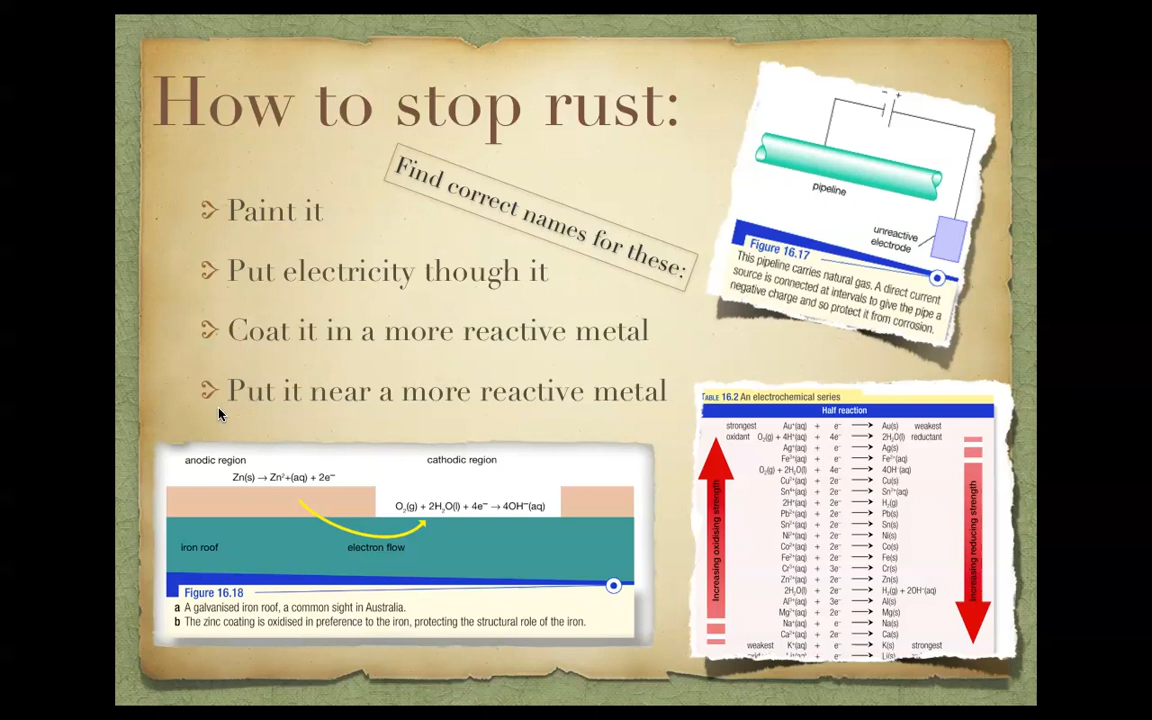 How to stop rust:
Find correct names for these:
Paint it
Put electricity though it
Coat it in a more reactive metal
Put it near a more reactive metal
− +
pipeline
unreactive
electrode
Figure 16.17
This pipeline carries natural gas. A direct current
source is connected at intervals to give the pipe a
negative charge and so protect it from corrosion.
anodic region
cathodic region
Zn(s) → Zn²+(aq) + 2e⁻
O₂(g) + 2H₂O(l) + 4e⁻ → 4OH⁻(aq)
iron roof
electron flow
Figure 16.18
a A galvanised iron roof, a common sight in Australia.
b The zinc coating is oxidised in preference to the iron, protecting the structural role of the iron.
TABLE 16.2 An electrochemical series
Half reaction
strongest Au⁺(aq) + e⁻ → Au(s) weakest
oxidant O₂(g) + 4H⁺(aq) + 4e⁻ → 2H₂O(l) reductant
Ag⁺(aq) + e⁻ → Ag(s)
Fe³⁺(aq) + e⁻ → Fe²⁺(aq)
O₂(g) + 2H₂O(l) + 4e⁻ → 4OH⁻(aq)
Cu²⁺(aq) + 2e⁻ → Cu(s)
Sn⁴⁺(aq) + 2e⁻ → Sn²⁺(aq)
2H⁺(aq) + 2e⁻ → H₂(g)
Pb²⁺(aq) + 2e⁻ → Pb(s)
Sn²⁺(aq) + 2e⁻ → Sn(s)
Ni²⁺(aq) + 2e⁻ → Ni(s)
Co²⁺(aq) + 2e⁻ → Co(s)
Fe²⁺(aq) + 2e⁻ → Fe(s)
Cr³⁺(aq) + 3e⁻ → Cr(s)
Zn²⁺(aq) + 2e⁻ → Zn(s)
2H₂O(l) + 2e⁻ → H₂(g) + 2OH⁻(aq)
Al³⁺(aq) + 3e⁻ → Al(s)
Mg²⁺(aq) + 2e⁻ → Mg(s)
Na⁺(aq) + e⁻ → Na(s)
Ca²⁺(aq) + 2e⁻ → Ca(s)
weakest K⁺(aq) + e⁻ → K(s) strongest
Increasing oxidising strength
Increasing reducing strength